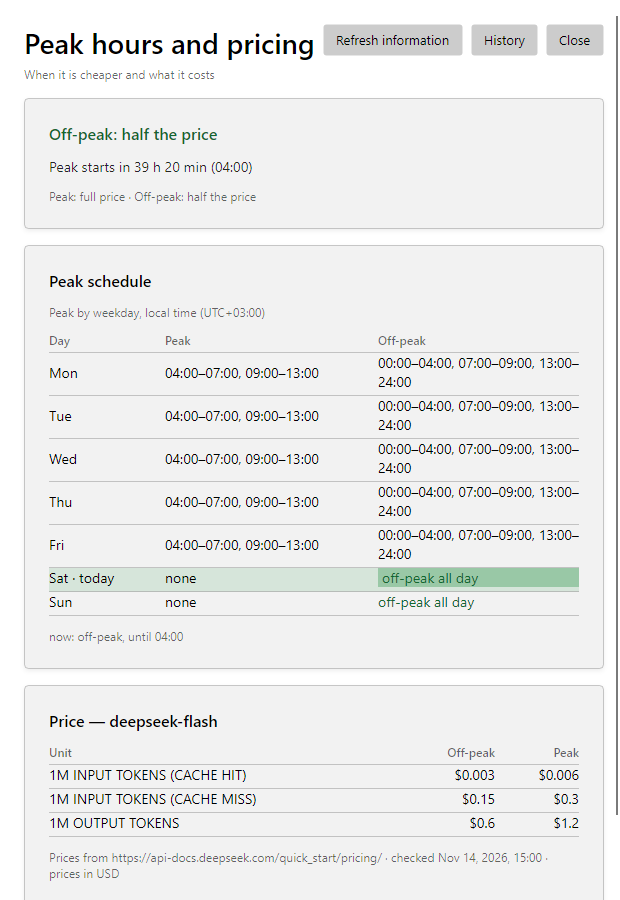 Peak hours and pricing
Refresh information
History
Close
When it is cheaper and what it costs
Off-peak: half the price
Peak starts in 39 h 20 min (04:00)
Peak: full price · Off-peak: half the price
Peak schedule
Peak by weekday, local time (UTC+03:00)
Day Peak Off-peak
Mon 04:00–07:00, 09:00–13:00 00:00–04:00, 07:00–09:00, 13:00–
24:00
Tue 04:00–07:00, 09:00–13:00 00:00–04:00, 07:00–09:00, 13:00–
24:00
Wed 04:00–07:00, 09:00–13:00 00:00–04:00, 07:00–09:00, 13:00–
24:00
Thu 04:00–07:00, 09:00–13:00 00:00–04:00, 07:00–09:00, 13:00–
24:00
Fri 04:00–07:00, 09:00–13:00 00:00–04:00, 07:00–09:00, 13:00–
24:00
Sat · today none off-peak all day
Sun none off-peak all day
now: off-peak, until 04:00
Price — deepseek-flash
Unit Off-peak Peak
1M INPUT TOKENS (CACHE HIT) $0.003 $0.006
1M INPUT TOKENS (CACHE MISS) $0.15 $0.3
1M OUTPUT TOKENS $0.6 $1.2
Prices from https://api-docs.deepseek.com/quick_start/pricing/ · checked Nov 14, 2026, 15:00 ·
prices in USD